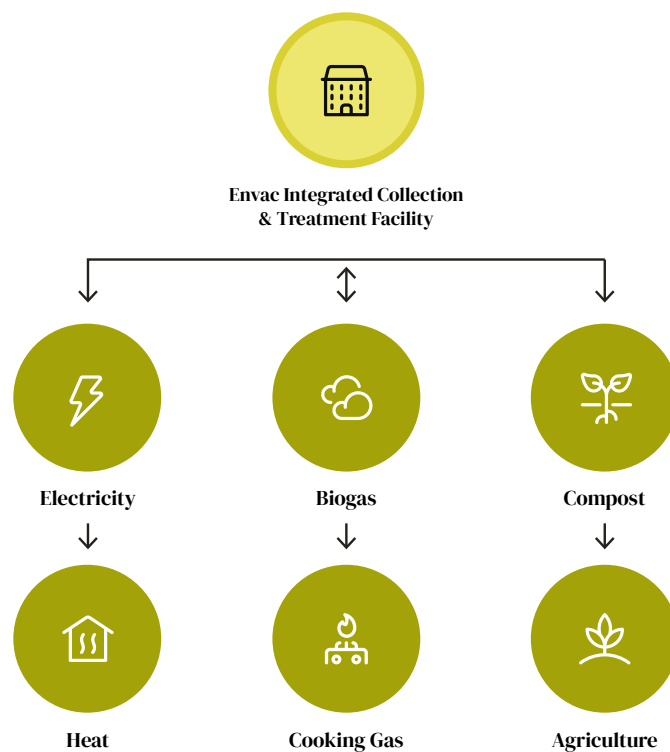 Envac Integrated Collection
& Treatment Facility
Electricity
Biogas
Compost
Heat
Cooking Gas
Agriculture